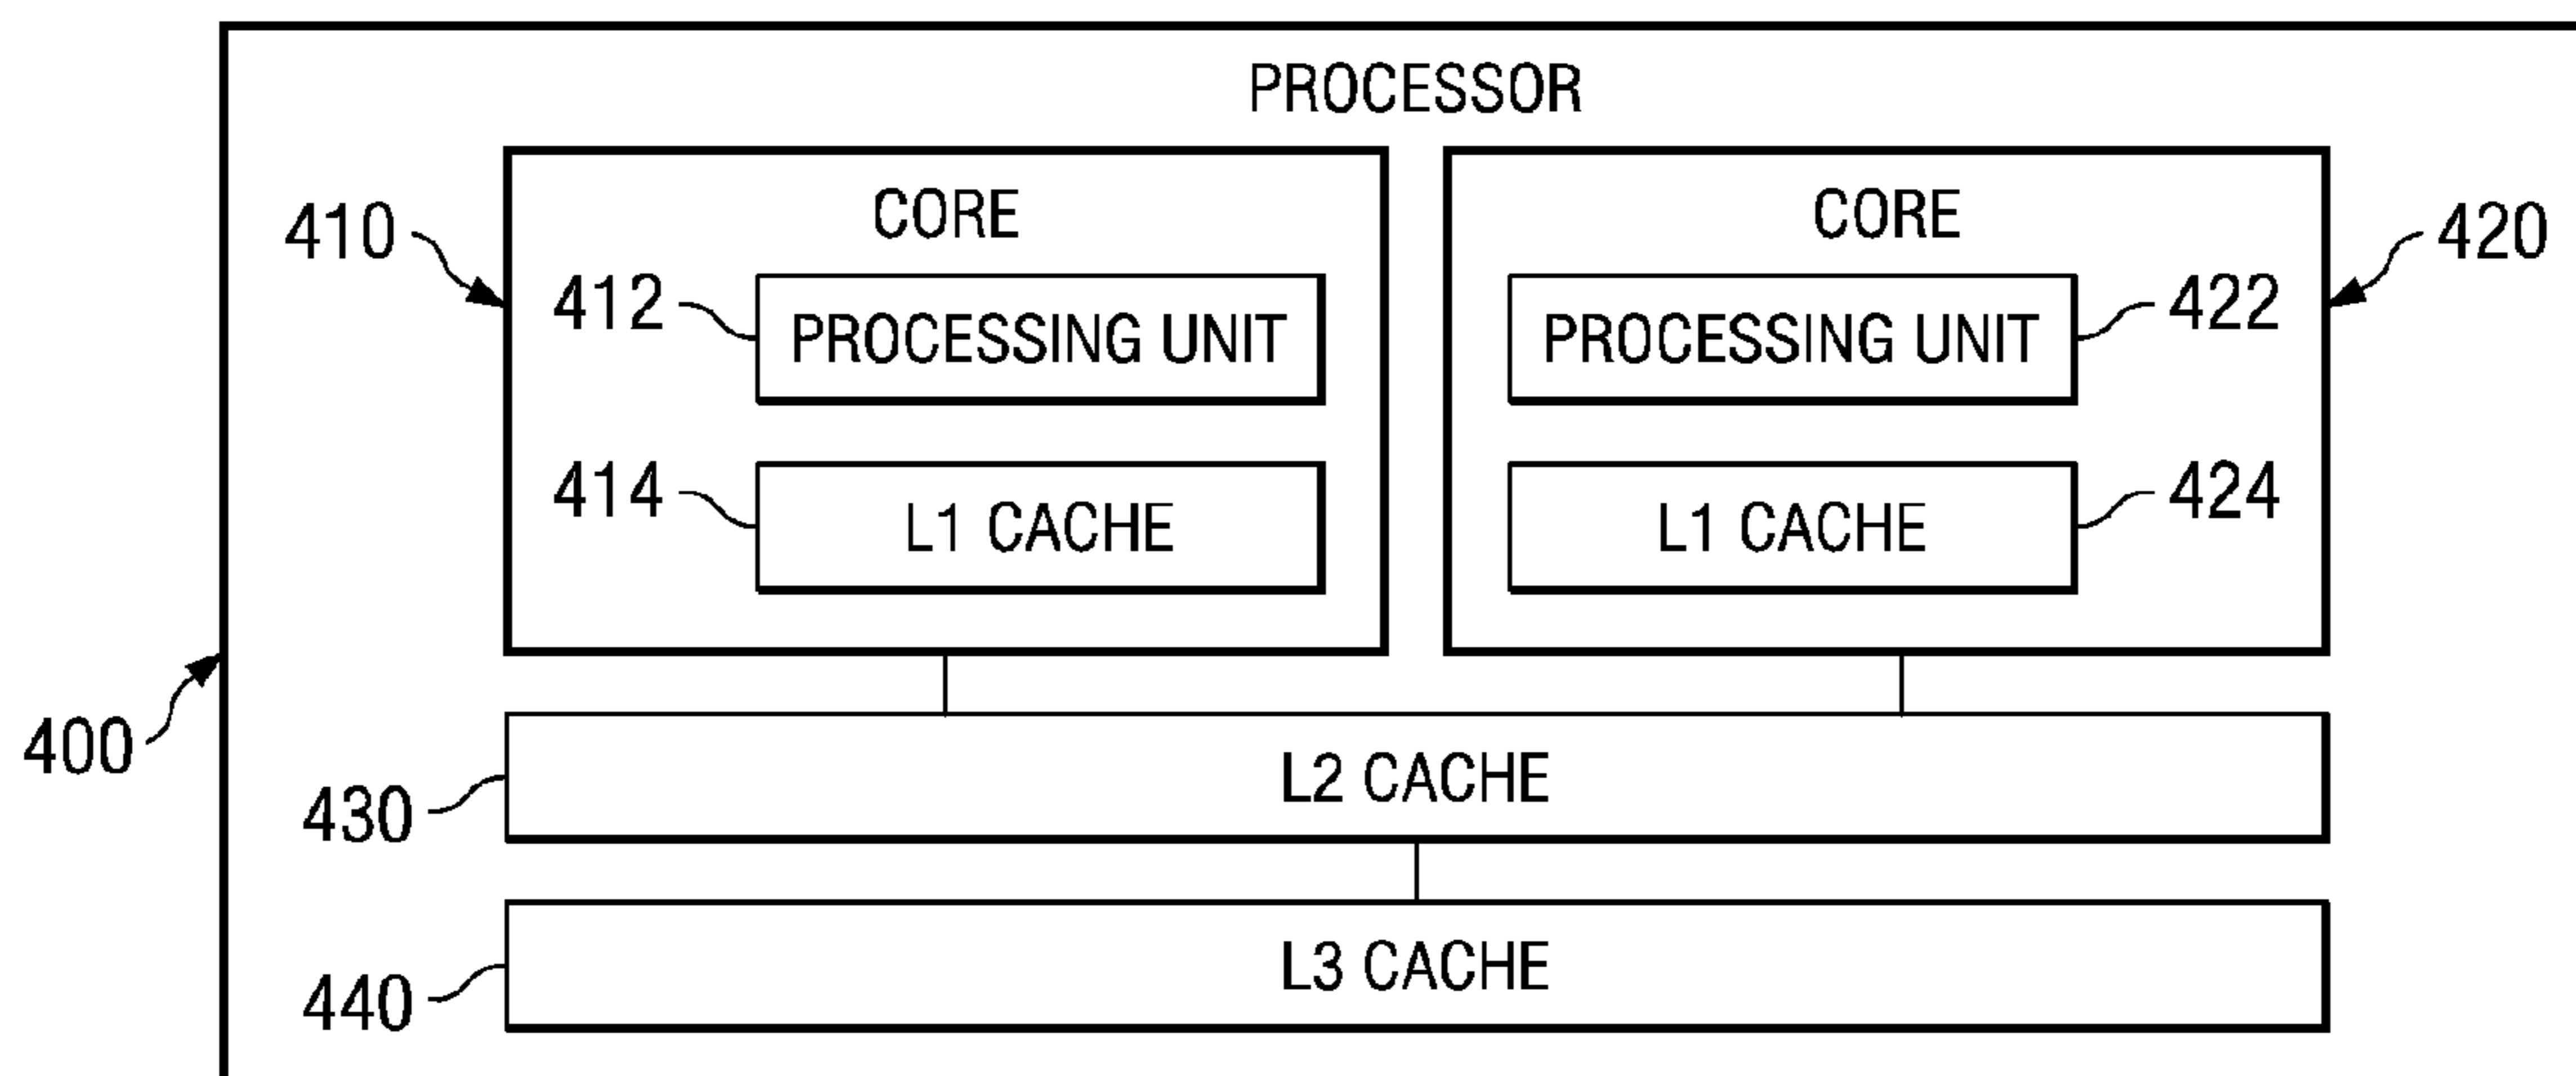 PROCESSOR
CORE CORE
410 420
412 PROCESSING UNIT PROCESSING UNIT 422
414 L1 CACHE L1 CACHE 424
400
430 L2 CACHE
440 L3 CACHE